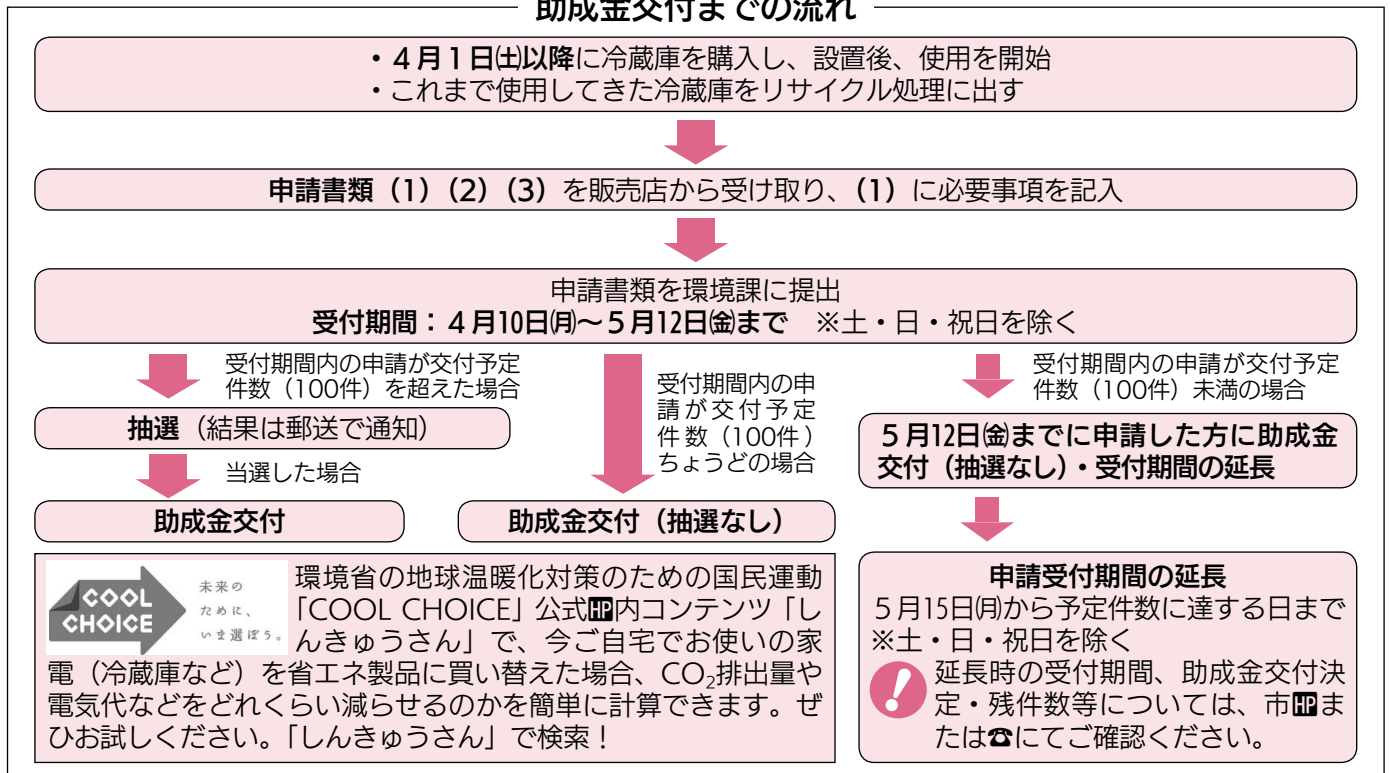 助成金交付までの流れ
・４月１日㈯以降に冷蔵庫を購入し、設置後、使用を開始
・これまで使用してきた冷蔵庫をリサイクル処理に出す
申請書類（1）（2）（3）を販売店から受け取り、（1）に必要事項を記入
申請書類を環境課に提出
受付期間：４月10日㈪～５月12日㈮まで　※土・日・祝日を除く
受付期間内の申請が交付予定
件数（100件）を超えた場合
抽選（結果は郵送で通知）
当選した場合
助成金交付
受付期間内の申
請が交付予定
件数（100件）
ちょうどの場合
助成金交付（抽選なし）
受付期間内の申請が交付予定
件数（100件）未満の場合
５月12日㈮までに申請した方に助成金
交付（抽選なし）・受付期間の延長
申請受付期間の延長
５月15日㈪から予定件数に達する日まで
※土・日・祝日を除く
延長時の受付期間、助成金交付決
定・残件数等については、市HPま
たは☎にてご確認ください。
COOL
CHOICE
未来の
ために、
いま選ぼう。
環境省の地球温暖化対策のための国民運動
「COOL CHOICE」公式HP内コンテンツ「し
んきゅうさん」で、今ご自宅でお使いの家
電（冷蔵庫など）を省エネ製品に買い替えた場合、CO₂排出量や
電気代などをどれくらい減らせるのかを簡単に計算できます。ぜ
ひお試しください。「しんきゅうさん」で検索！